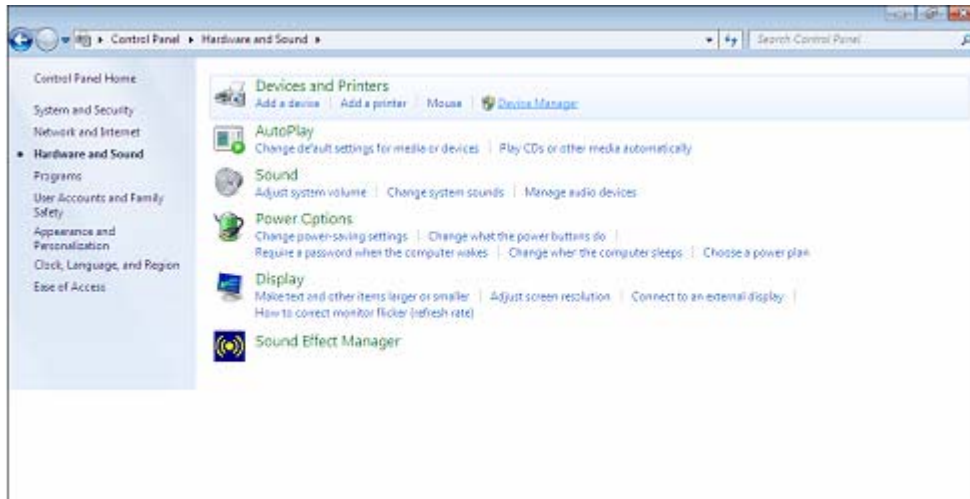 Control Panel ▸ Hardware and Sound ▸
Search Control Panel
Control Panel Home
System and Security
Network and Internet
Hardware and Sound
Programs
User Accounts and Family
Safety
Appearance and
Personalization
Clock, Language, and Region
Ease of Access
Devices and Printers
Add a device | Add a printer | Mouse | Device Manager
AutoPlay
Change default settings for media or devices | Play CDs or other media automatically
Sound
Adjust system volume | Change system sounds | Manage audio devices
Power Options
Change power-saving settings | Change what the power buttons do |
Require a password when the computer wakes | Change when the computer sleeps | Choose a power plan
Display
Make text and other items larger or smaller | Adjust screen resolution | Connect to an external display |
How to correct monitor flicker (refresh rate)
Sound Effect Manager